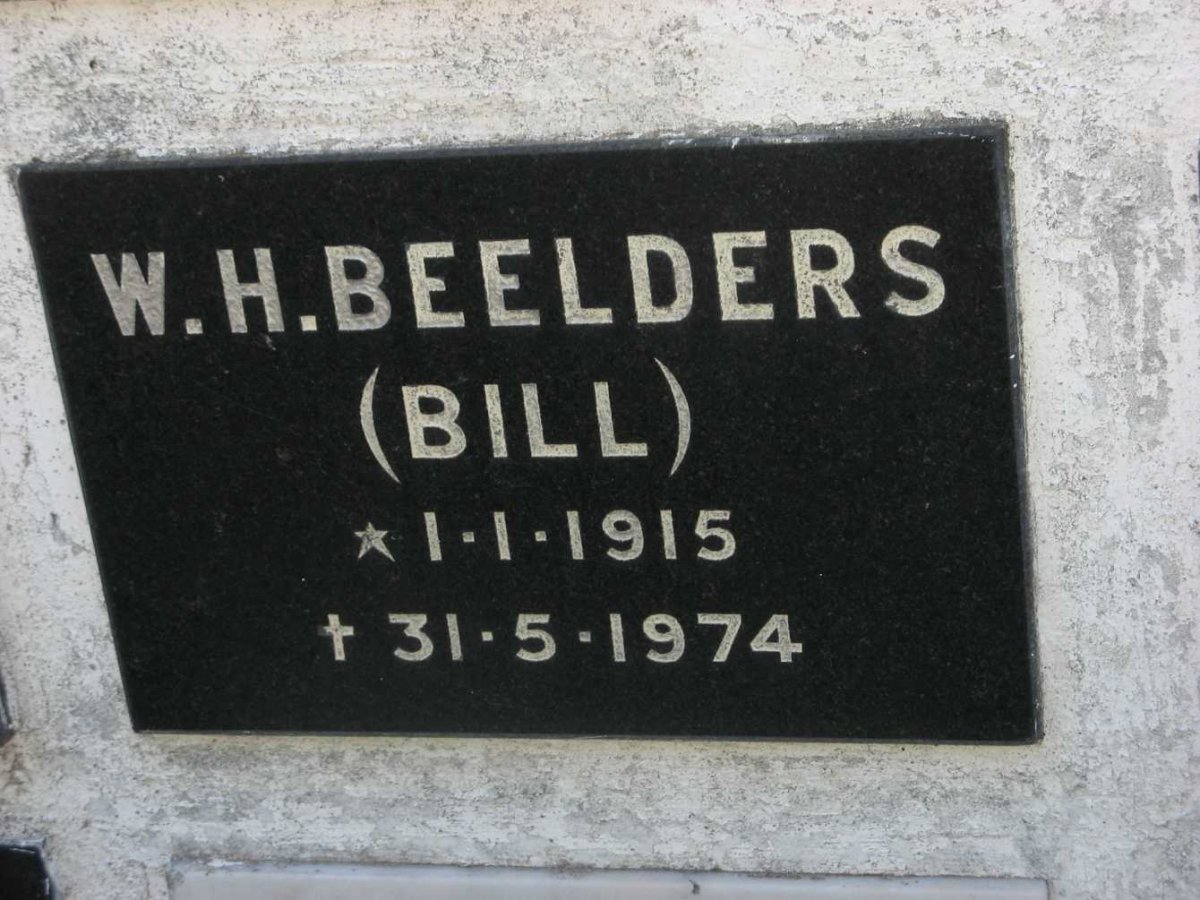 W.H.BEELDERS
(BILL)
★ 1·1·1915
✝ 31·5·1974